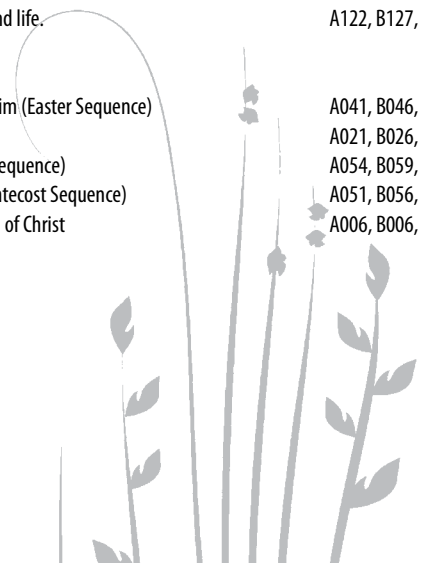 nd life. A122, B127,
im (Easter Sequence) A041, B046,
A021, B026,
equence) A054, B059,
tecost Sequence) A051, B056,
of Christ A006, B006,